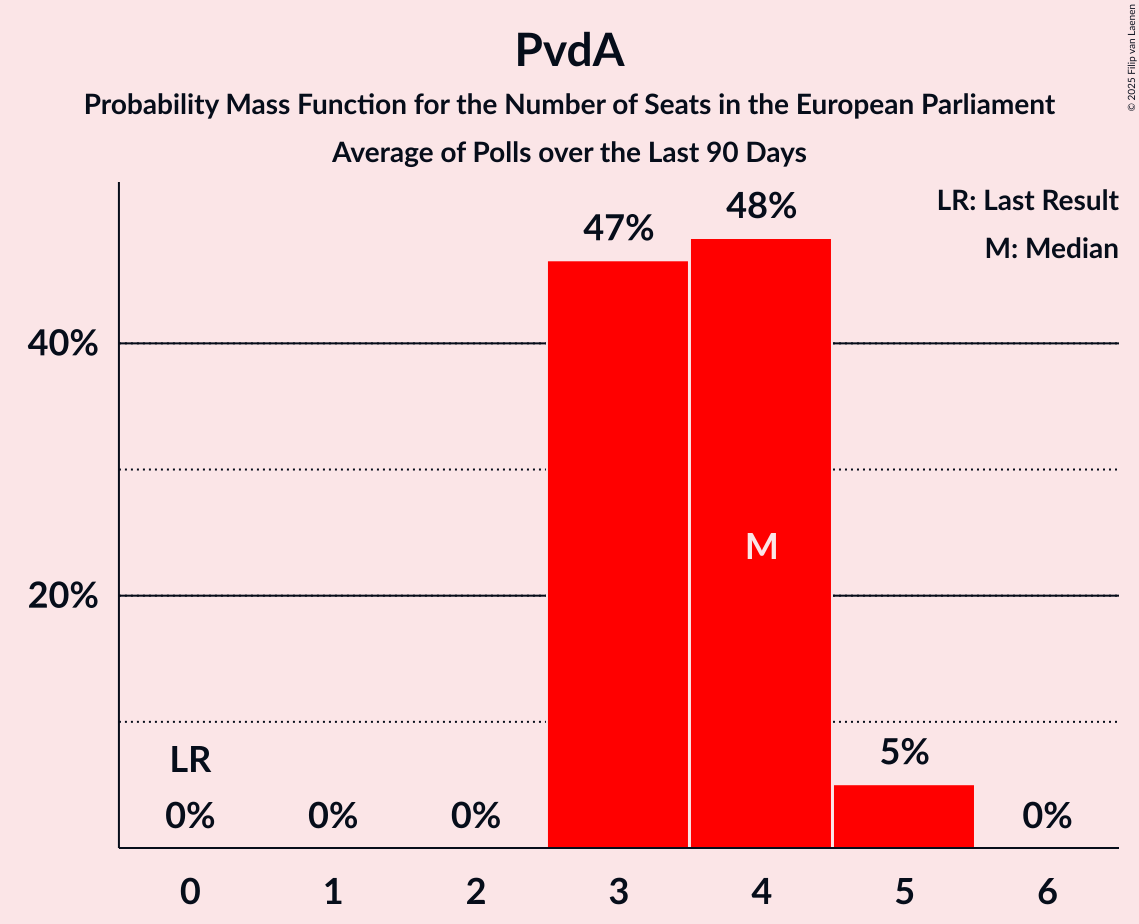 PvdA
Probability Mass Function for the Number of Seats in the European Parliament
Average of Polls over the Last 90 Days
© 2025 Filip van Laenen
LR: Last Result
M: Median
47%
48%
40%
M
20%
LR
5%
0%
0%
0%
0%
0
1
2
3
4
5
6